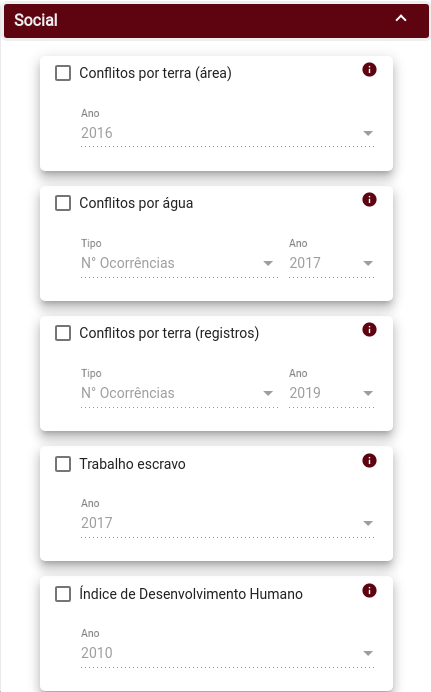 Social
Conflitos por terra (área)
Ano
2016
Conflitos por água
Tipo Ano
N° Ocorrências 2017
Conflitos por terra (registros)
Tipo Ano
N° Ocorrências 2019
Trabalho escravo
Ano
2017
Índice de Desenvolvimento Humano
Ano
2010